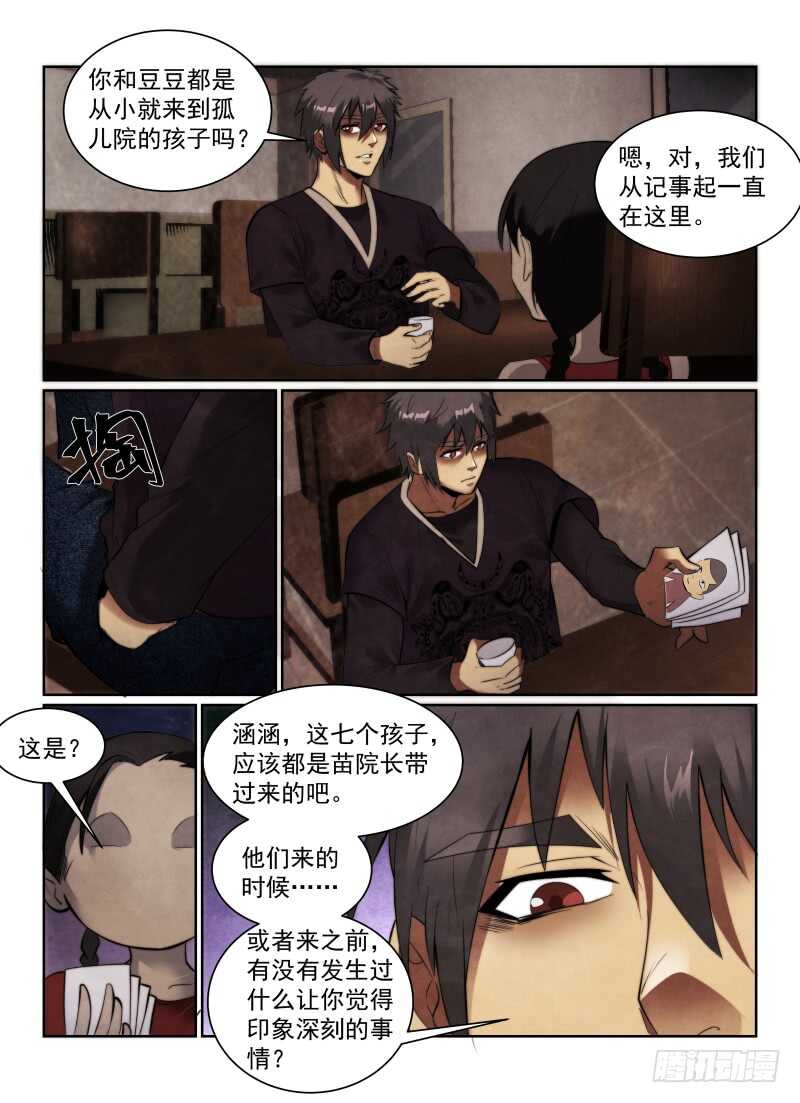 你和豆豆都是
从小就来到孤
儿院的孩子吗？
嗯，对，我们
从记事起一直
在这里。
掏
这是？
涵涵，这七个孩子，
应该都是苗院长带
过来的吧。
他们来的
时候……
或者来之前，
有没有发生过
什么让你觉得
印象深刻的事
情？
腾讯动漫